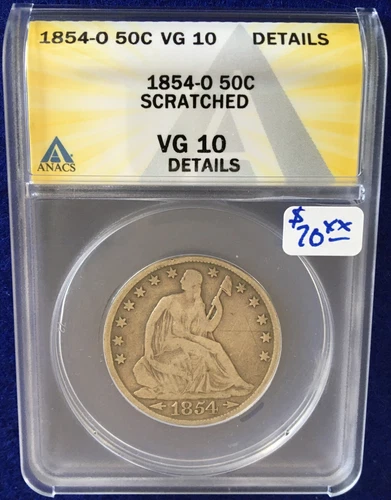 1854-O 50C VG 10 DETAILS
1854-O 50C
SCRATCHED
VG 10
DETAILS
ANACS
$70xx
1854